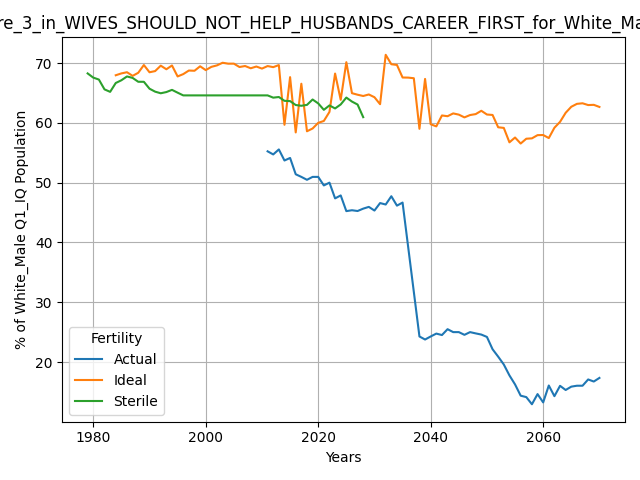 re_3_in_WIVES_SHOULD_NOT_HELP_HUSBANDS_CAREER_FIRST_for_White_Ma
% of White_Male Q1_IQ Population
70
60
50
40
30
20
Fertility
Actual
Ideal
Sterile
1980 2000 2020 2040 2060
Years